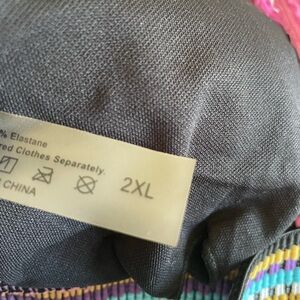 % Elastane
red Clothes Separately.
2XL
CHINA